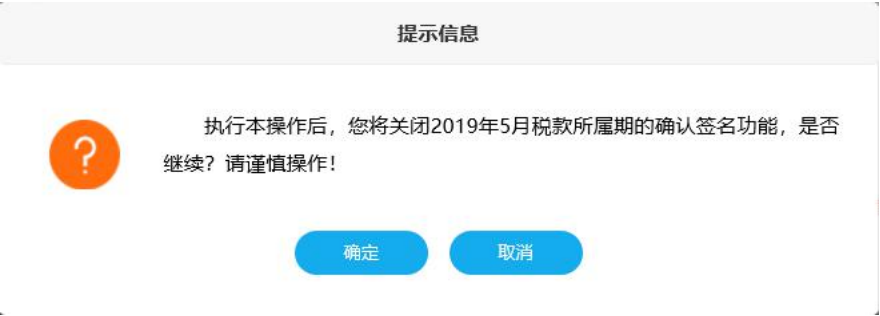 提示信息
执行本操作后，您将关闭2019年5月税款所属期的确认签名功能，是否
继续？请谨慎操作！
确定 取消